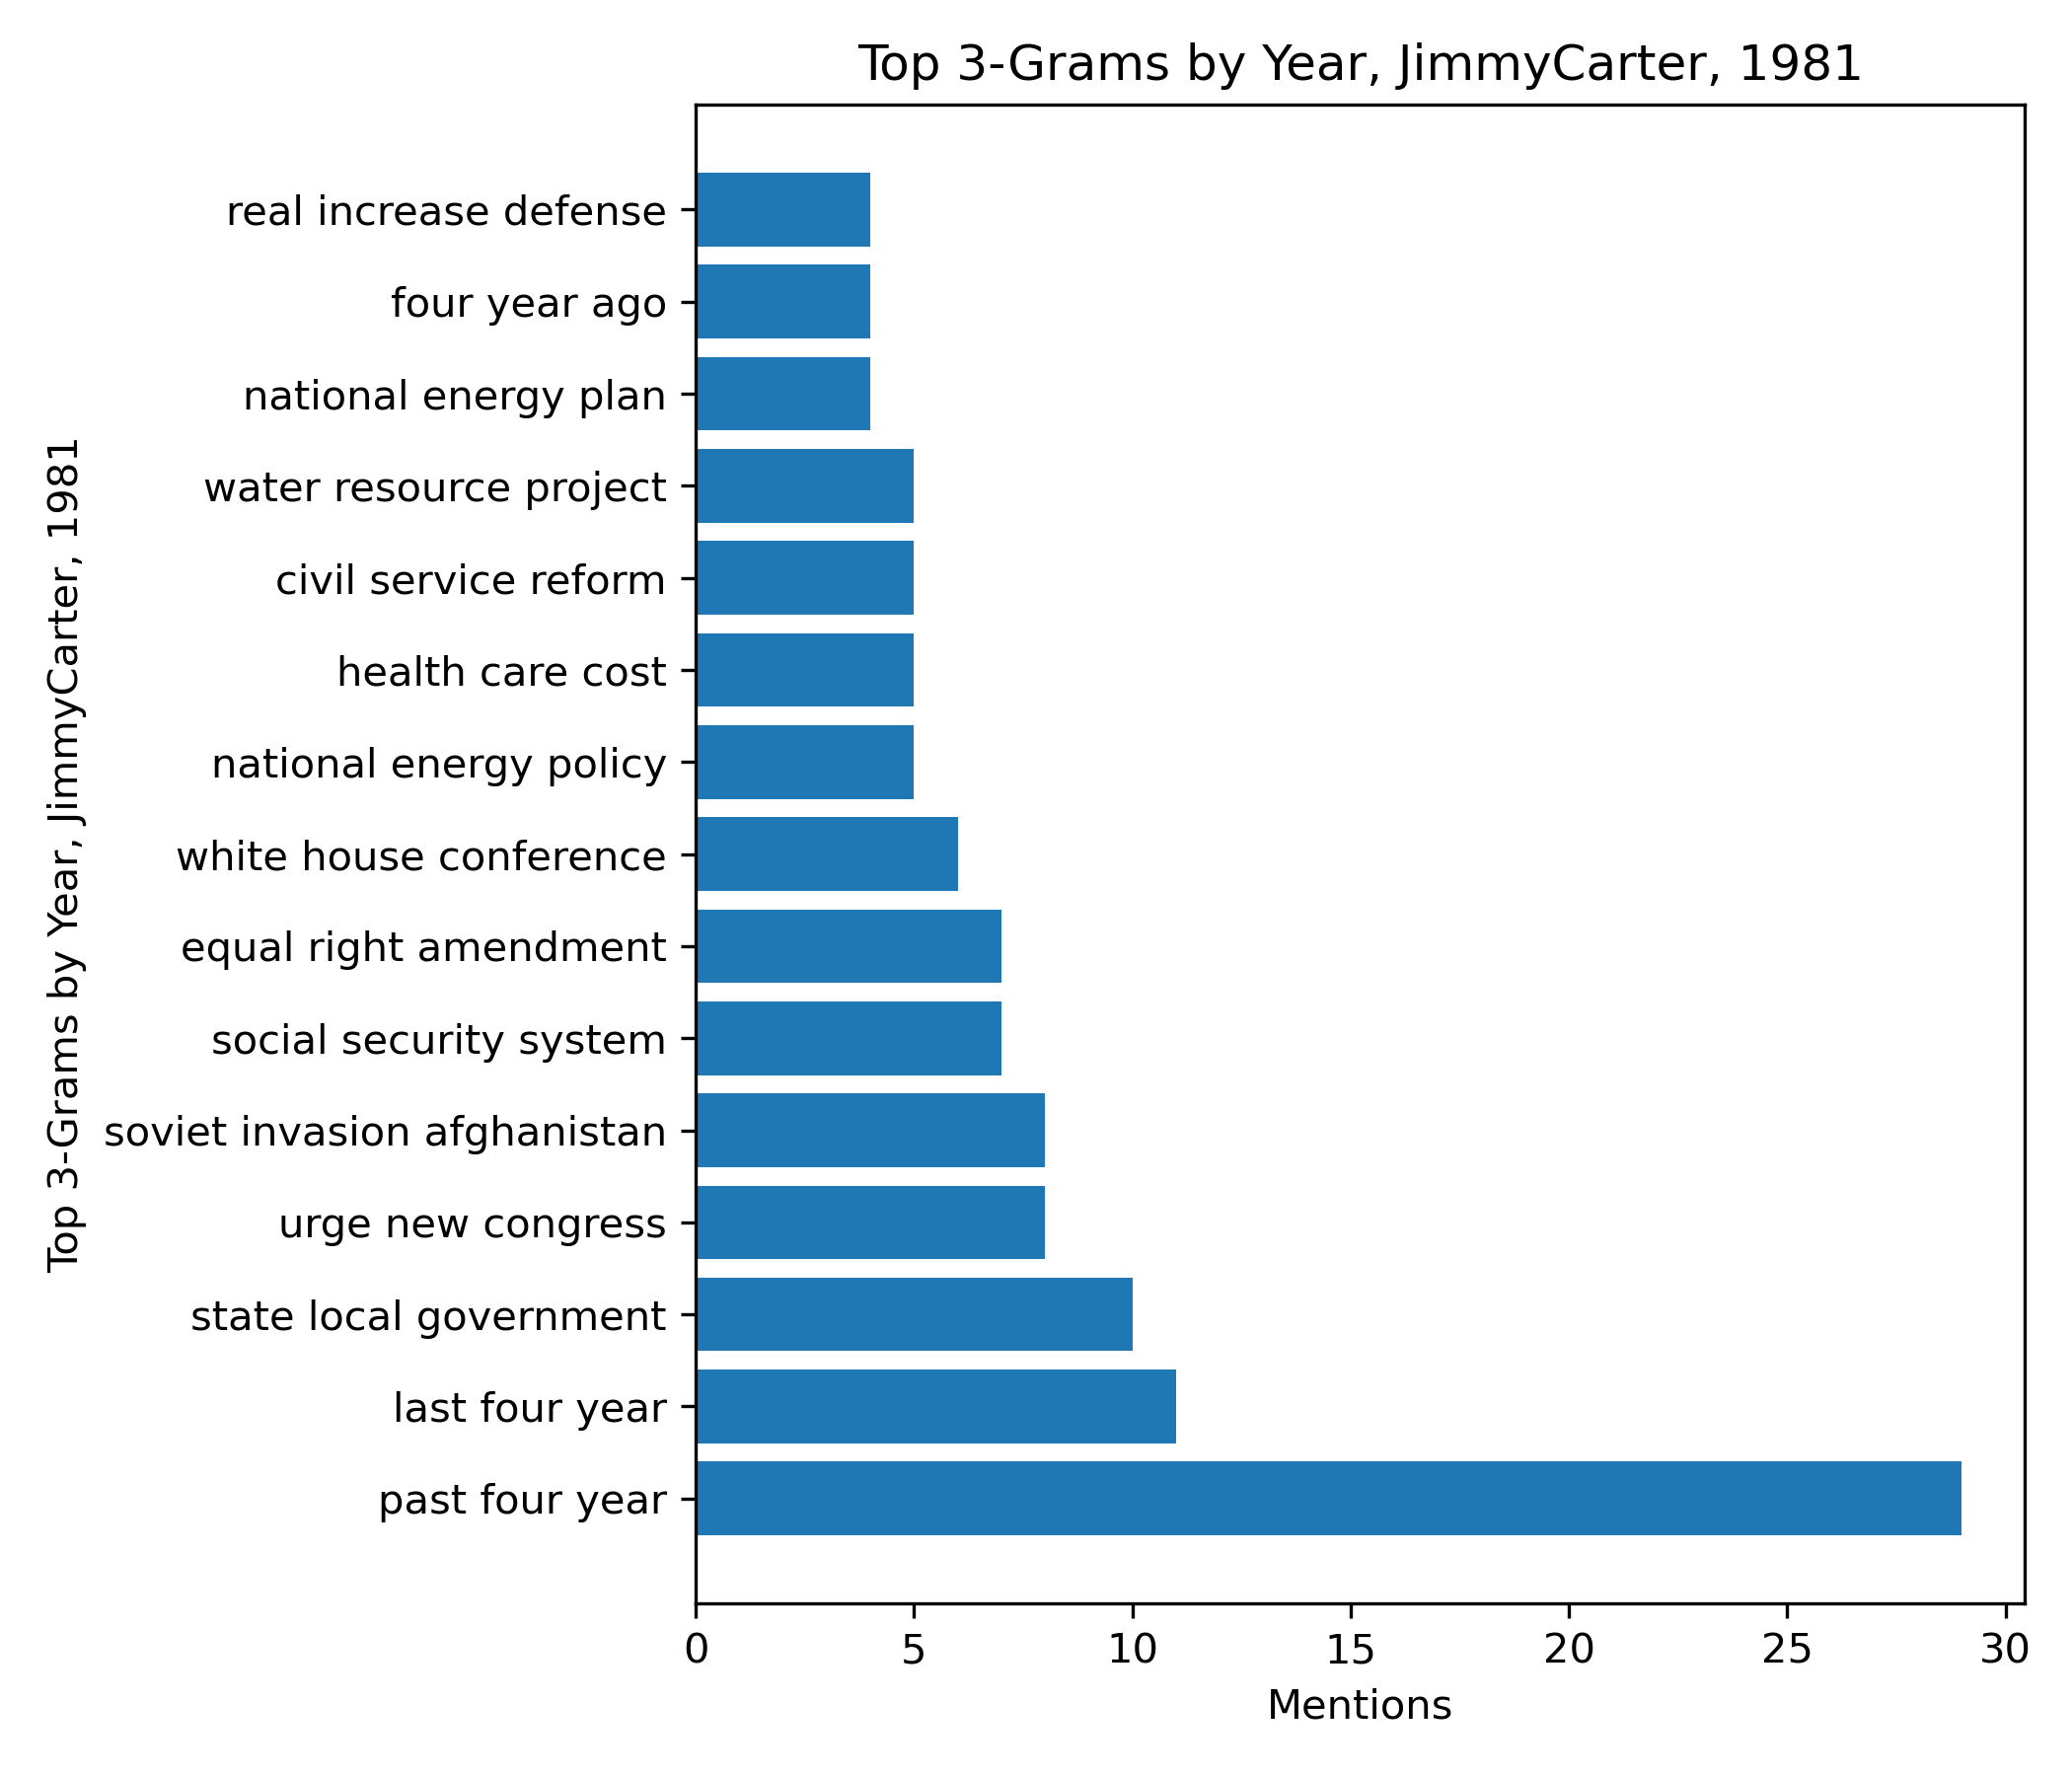 Top 3-Grams by Year, JimmyCarter, 1981
Top 3-Grams by Year, JimmyCarter, 1981
real increase defense
four year ago
national energy plan
water resource project
civil service reform
health care cost
national energy policy
white house conference
equal right amendment
social security system
soviet invasion afghanistan
urge new congress
state local government
last four year
past four year
0 5 10 15 20 25 30
Mentions